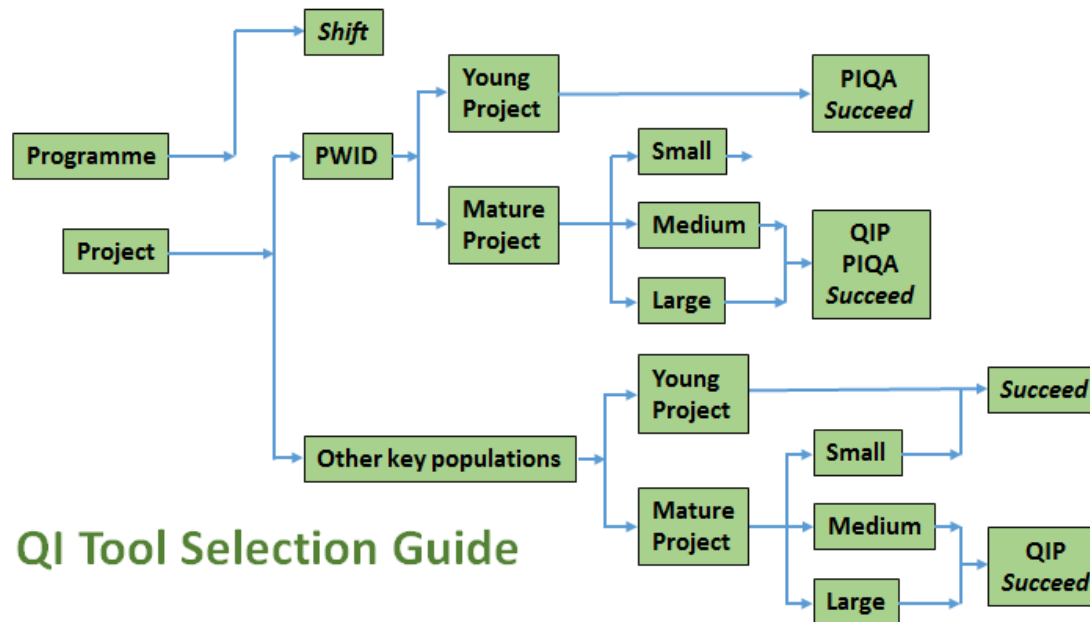 Shift
Programme
Project
PWID
Young
Project
PIQA
Succeed
Mature
Project
Small
Medium
Large
QIP
PIQA
Succeed
Other key populations
Young
Project
Succeed
Mature
Project
Small
Medium
Large
QIP
Succeed
QI Tool Selection Guide